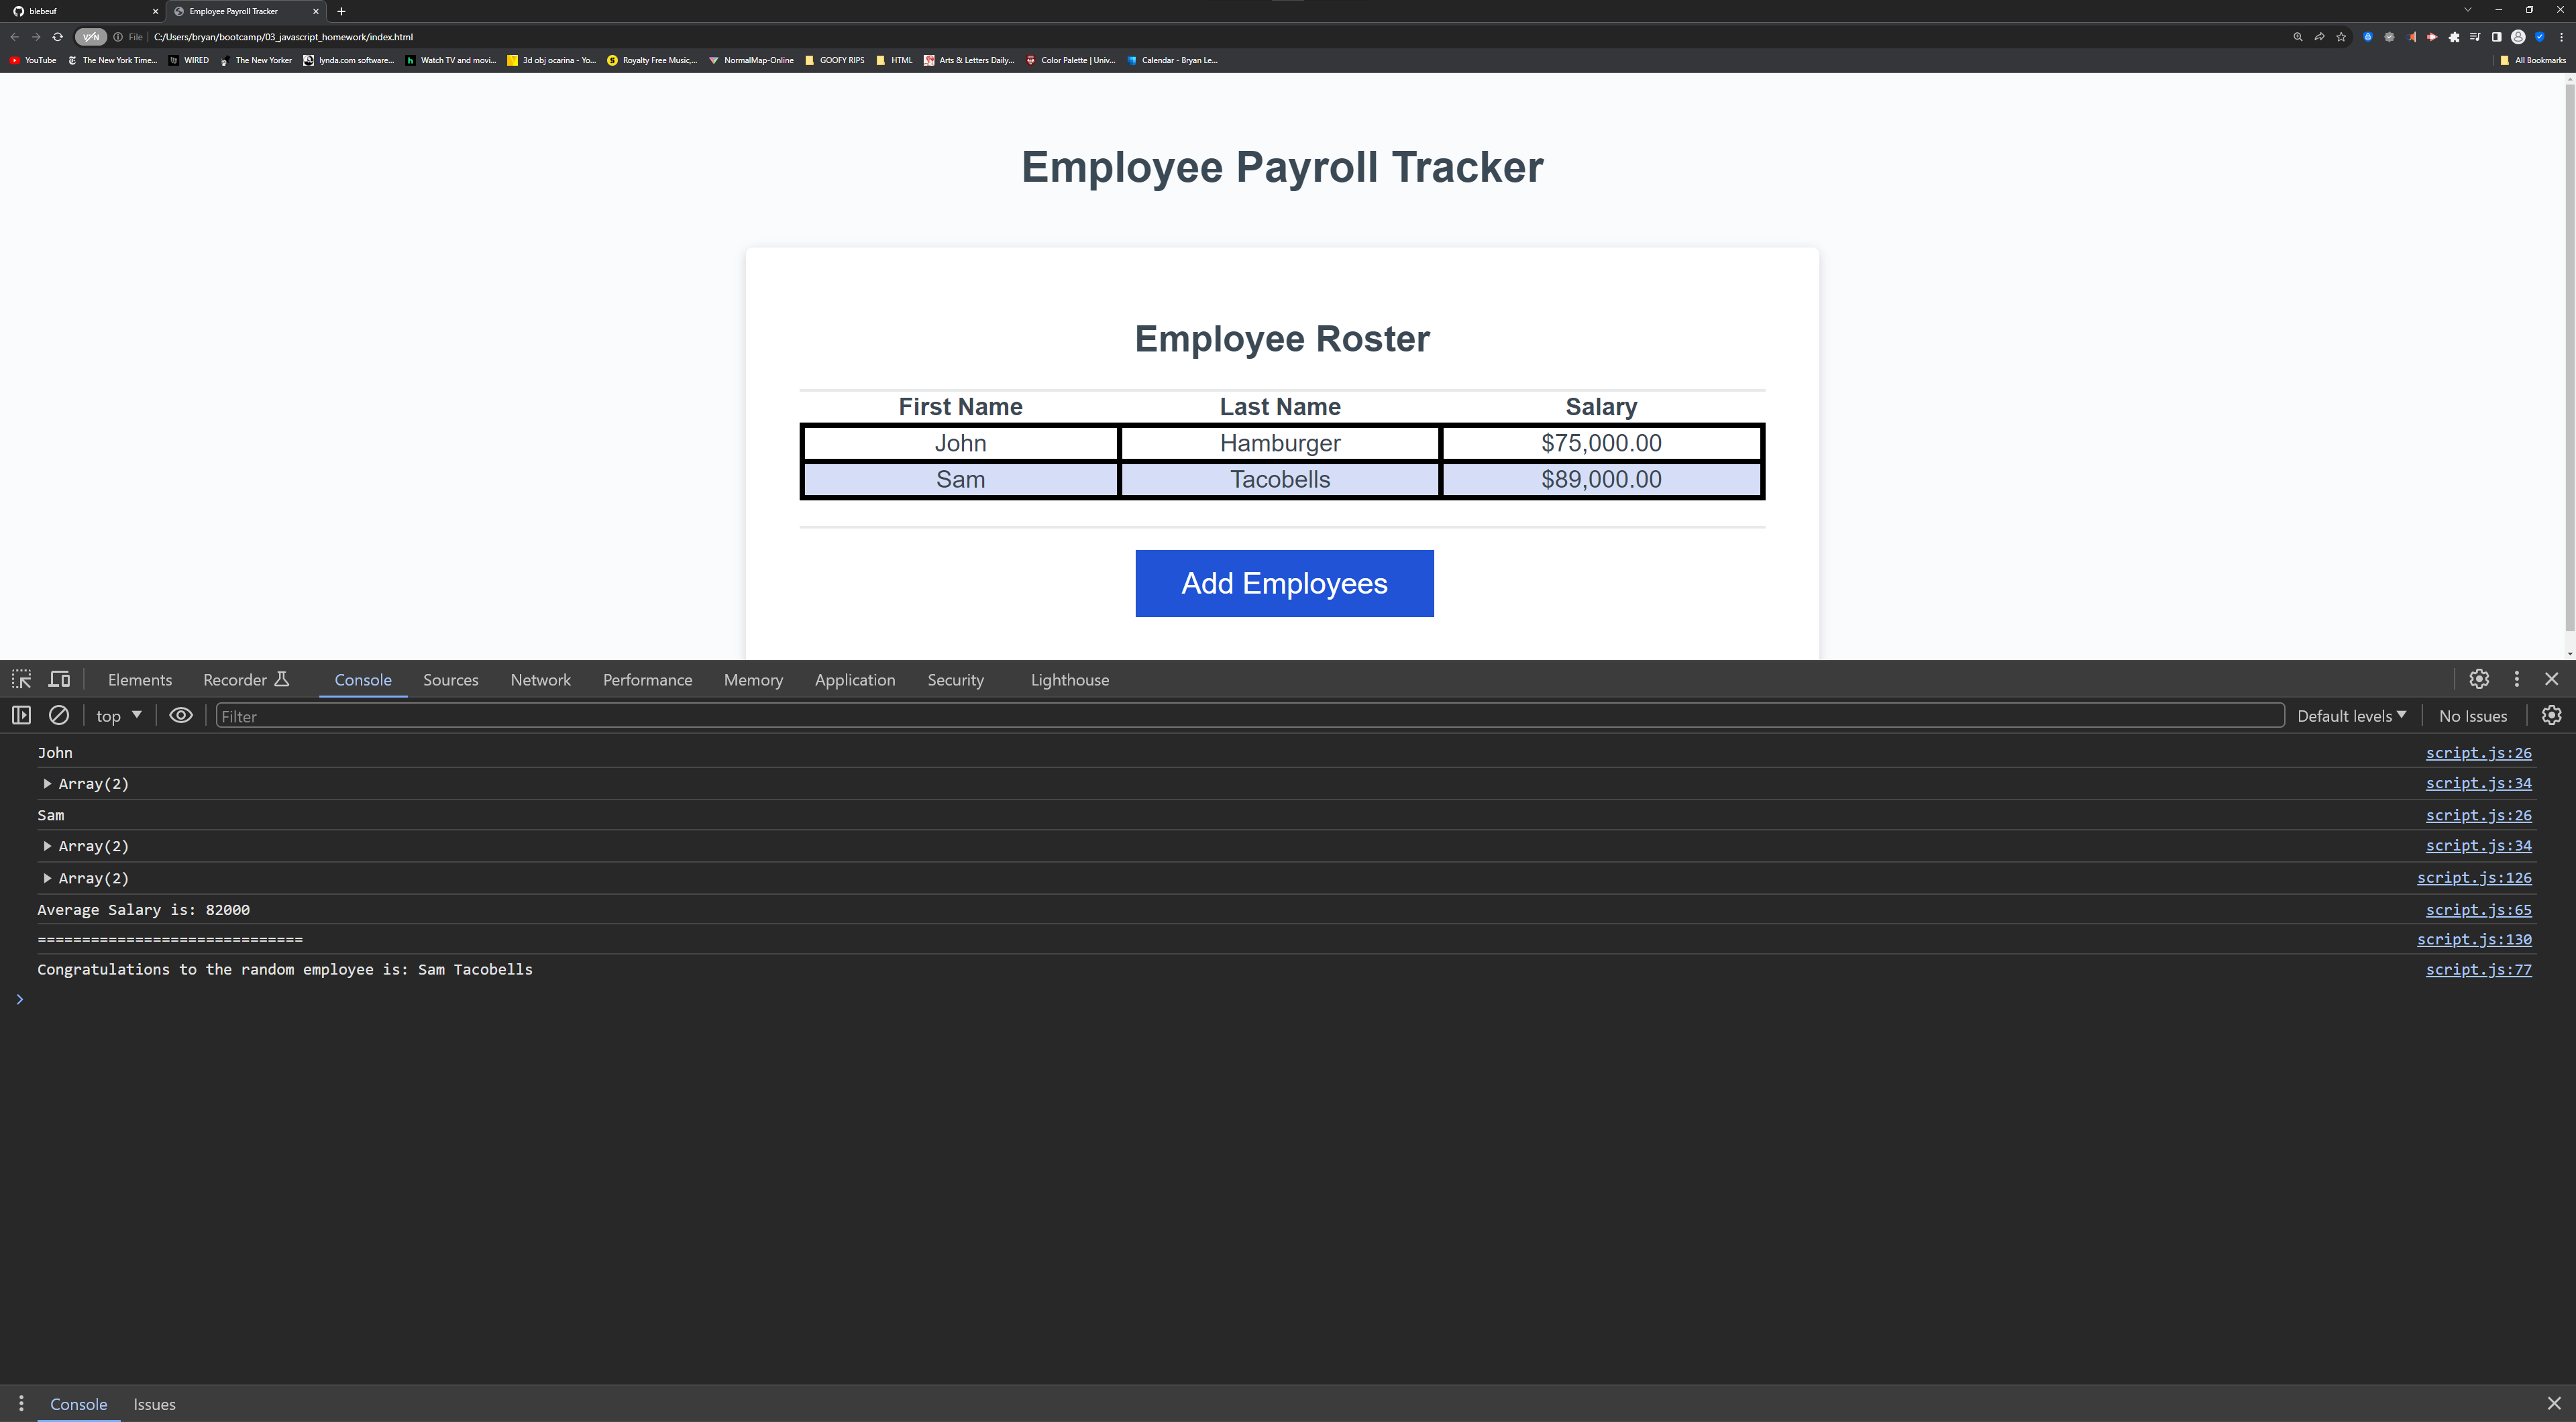 blebeuf
Employee Payroll Tracker
VPN File C:/Users/bryan/bootcamp/03_javascript_homework/index.html
YouTube The New York Time... WIRED The New Yorker lynda.com software... Watch TV and movi... 3d obj ocarina - Yo... Royalty Free Music,... NormalMap-Online GOOFY RIPS HTML Arts & Letters Daily... Color Palette | Univ... Calendar - Bryan Le... All Bookmarks
Employee Payroll Tracker
Employee Roster
First Name Last Name Salary
John Hamburger $75,000.00
Sam Tacobells $89,000.00
Add Employees
Elements Recorder Console Sources Network Performance Memory Application Security Lighthouse
top Filter Default levels No Issues
John script.js:26
Array(2) script.js:34
Sam script.js:26
Array(2) script.js:34
Array(2) script.js:126
Average Salary is: 82000 script.js:65
============================== script.js:130
Congratulations to the random employee is: Sam Tacobells script.js:77
Console Issues